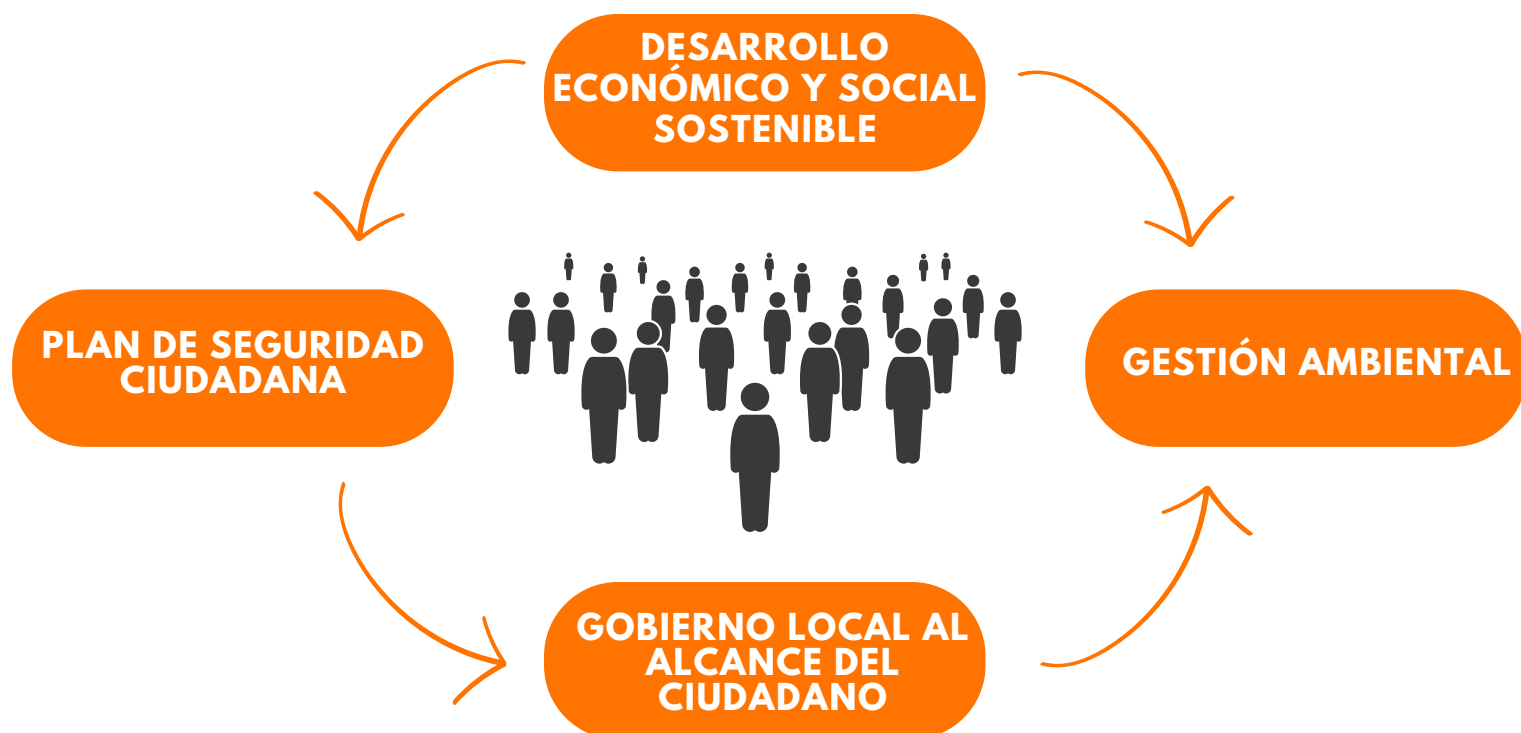 DESARROLLO
ECONÓMICO Y SOCIAL
SOSTENIBLE
PLAN DE SEGURIDAD
CIUDADANA
GESTIÓN AMBIENTAL
GOBIERNO LOCAL AL
ALCANCE DEL
CIUDADANO